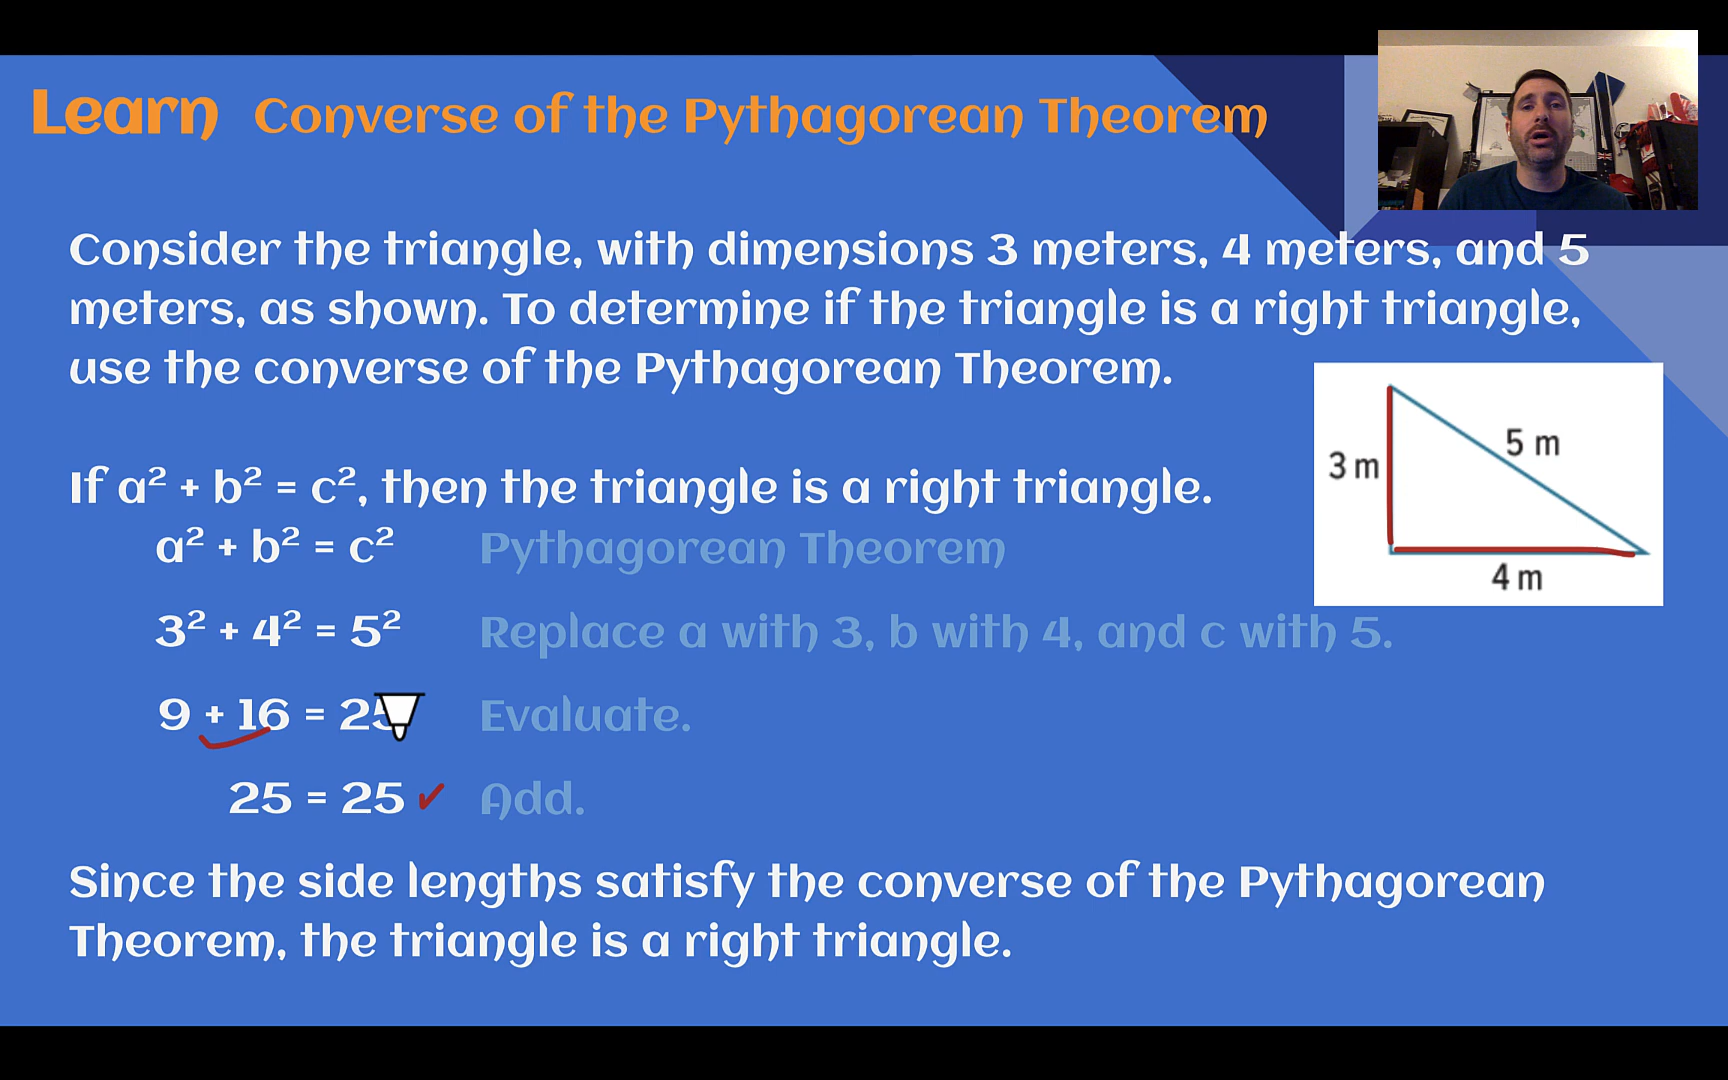 Learn Converse of the Pythagorean Theorem
Consider the triangle, with dimensions 3 meters, 4 meters, and 5
meters, as shown. To determine if the triangle is a right triangle,
use the converse of the Pythagorean Theorem.
3 m
5 m
4 m
If a² + b² = c², then the triangle is a right triangle.
a² + b² = c² Pythagorean Theorem
3² + 4² = 5² Replace a with 3, b with 4, and c with 5.
9 + 16 = 25 Evaluate.
25 = 25 ✓ Add.
Since the side lengths satisfy the converse of the Pythagorean
Theorem, the triangle is a right triangle.